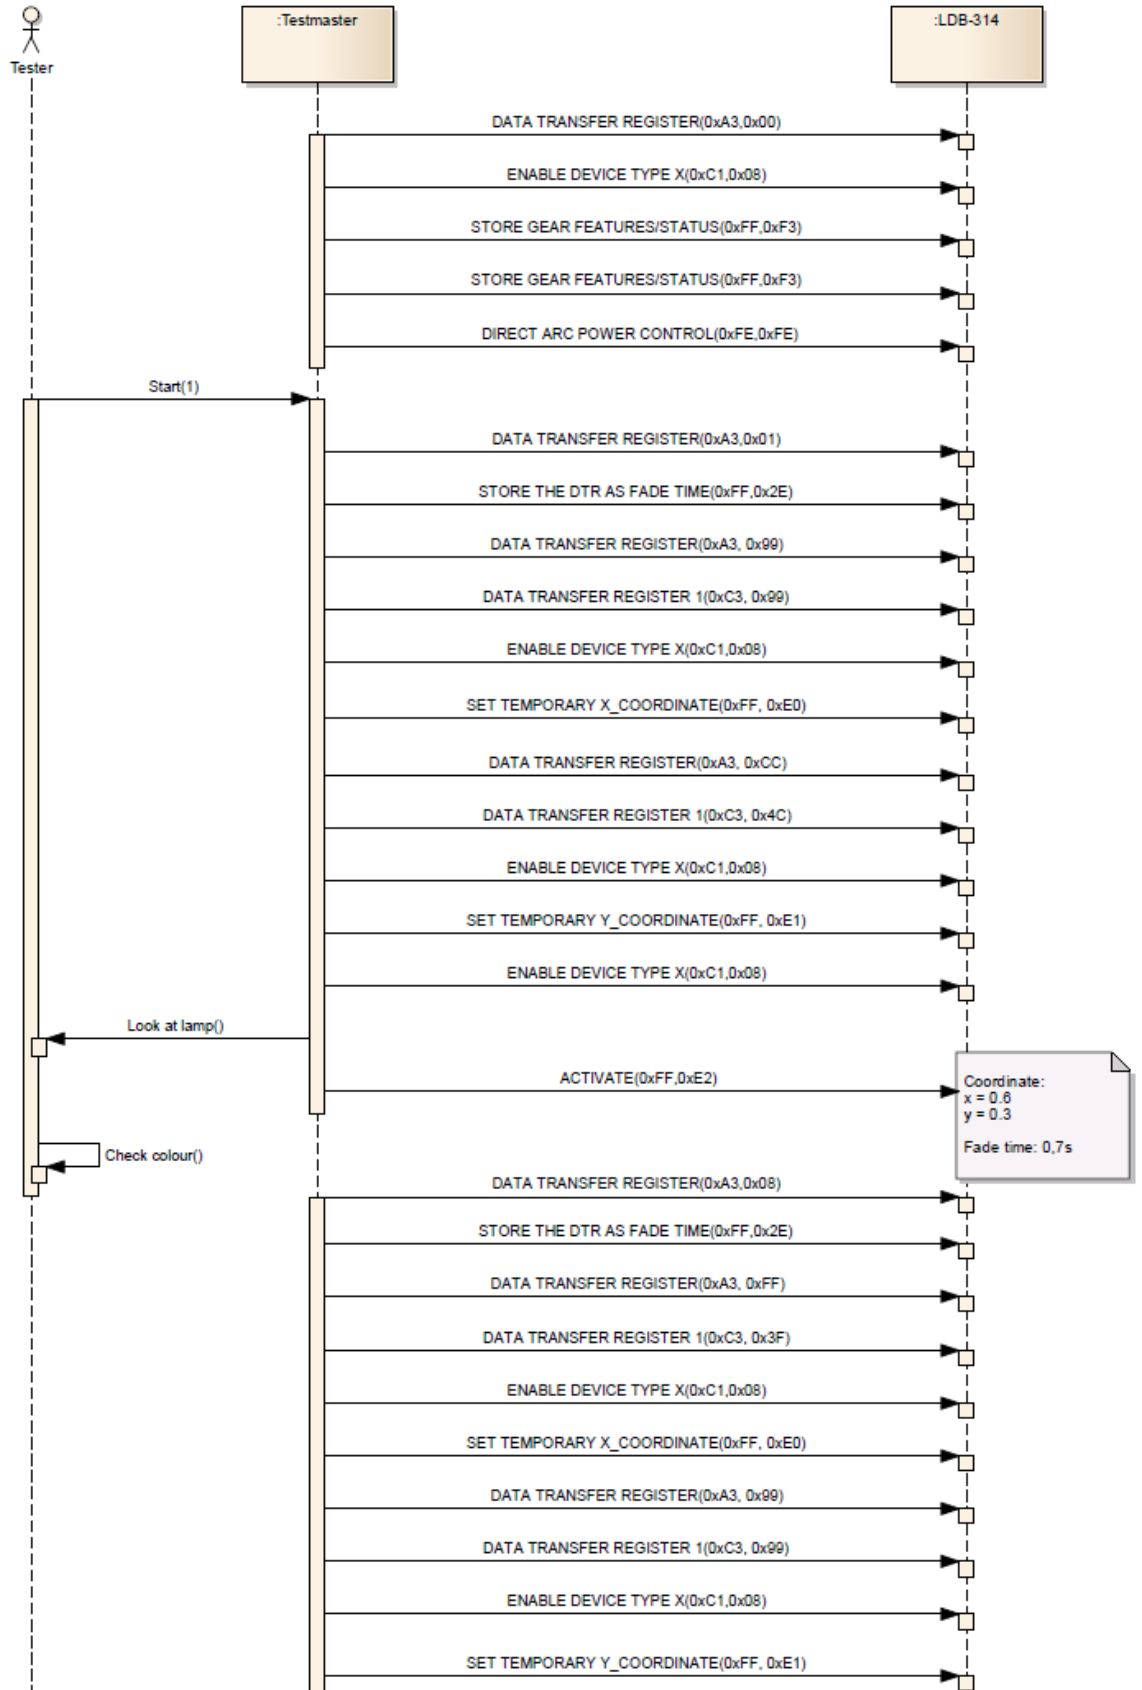 :Testmaster
:LDB-314
Tester
DATA TRANSFER REGISTER(0xA3,0x00)
ENABLE DEVICE TYPE X(0xC1,0x08)
STORE GEAR FEATURES/STATUS(0xFF,0xF3)
STORE GEAR FEATURES/STATUS(0xFF,0xF3)
DIRECT ARC POWER CONTROL(0xFE,0xFE)
Start(1)
DATA TRANSFER REGISTER(0xA3,0x01)
STORE THE DTR AS FADE TIME(0xFF,0x2E)
DATA TRANSFER REGISTER(0xA3, 0x99)
DATA TRANSFER REGISTER 1(0xC3, 0x99)
ENABLE DEVICE TYPE X(0xC1,0x08)
SET TEMPORARY X_COORDINATE(0xFF, 0xE0)
DATA TRANSFER REGISTER(0xA3, 0xCC)
DATA TRANSFER REGISTER 1(0xC3, 0x4C)
ENABLE DEVICE TYPE X(0xC1,0x08)
SET TEMPORARY Y_COORDINATE(0xFF, 0xE1)
ENABLE DEVICE TYPE X(0xC1,0x08)
Look at lamp()
ACTIVATE(0xFF,0xE2)
Coordinate:
x = 0.6
y = 0.3
Fade time: 0,7s
Check colour()
DATA TRANSFER REGISTER(0xA3,0x08)
STORE THE DTR AS FADE TIME(0xFF,0x2E)
DATA TRANSFER REGISTER(0xA3, 0xFF)
DATA TRANSFER REGISTER 1(0xC3, 0x3F)
ENABLE DEVICE TYPE X(0xC1,0x08)
SET TEMPORARY X_COORDINATE(0xFF, 0xE0)
DATA TRANSFER REGISTER(0xA3, 0x99)
DATA TRANSFER REGISTER 1(0xC3, 0x99)
ENABLE DEVICE TYPE X(0xC1,0x08)
SET TEMPORARY Y_COORDINATE(0xFF, 0xE1)